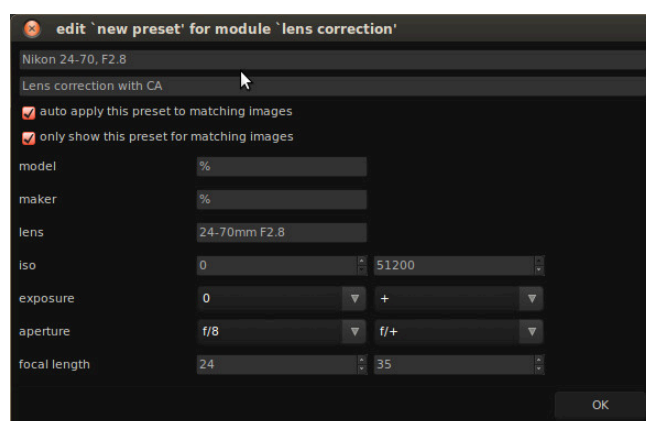 edit `new preset' for module `lens correction'
Nikon 24-70, F2.8
Lens correction with CA
auto apply this preset to matching images
only show this preset for matching images
model %
maker %
lens 24-70mm F2.8
iso 0 51200
exposure 0 +
aperture f/8 f/+
focal length 24 35
OK